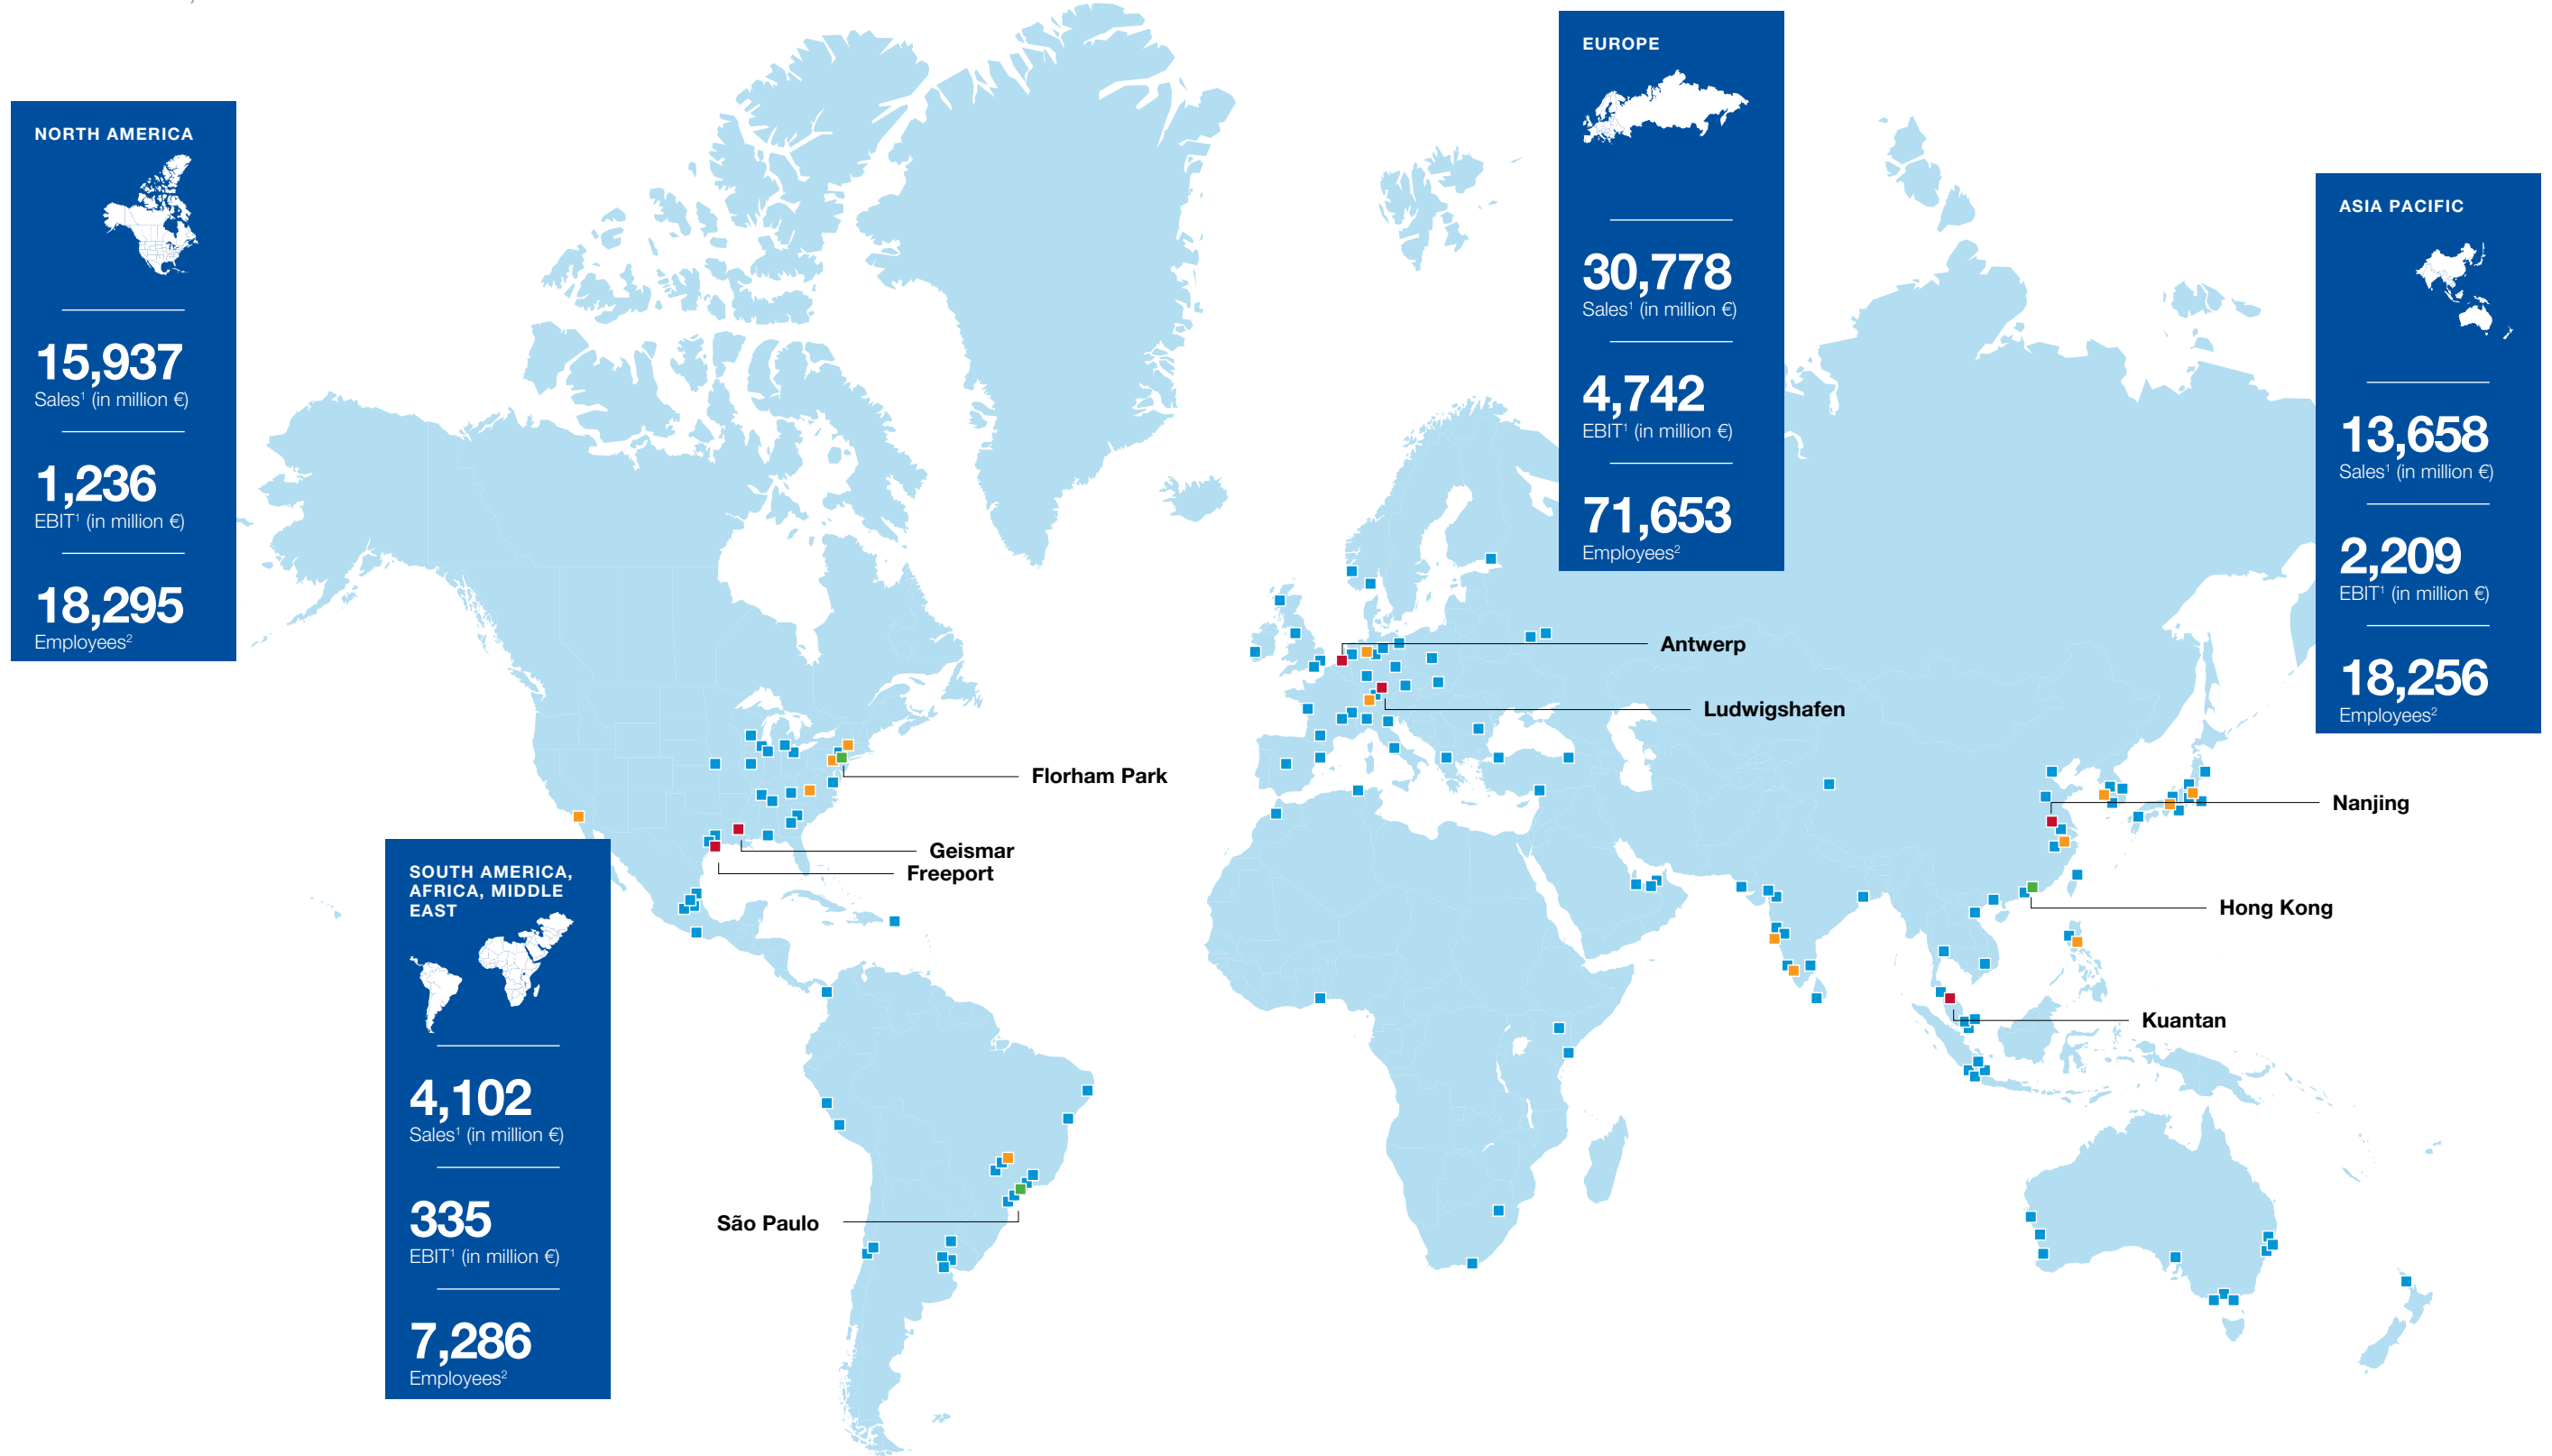 NORTH AMERICA
15,937
Sales¹ (in million €)
1,236
EBIT¹ (in million €)
18,295
Employees²
EUROPE
30,778
Sales¹ (in million €)
4,742
EBIT¹ (in million €)
71,653
Employees²
ASIA PACIFIC
13,658
Sales¹ (in million €)
2,209
EBIT¹ (in million €)
18,256
Employees²
SOUTH AMERICA,
AFRICA, MIDDLE
EAST
4,102
Sales¹ (in million €)
335
EBIT¹ (in million €)
7,286
Employees²
Antwerp
Ludwigshafen
Florham Park
Geismar
Freeport
Nanjing
Hong Kong
Kuantan
São Paulo